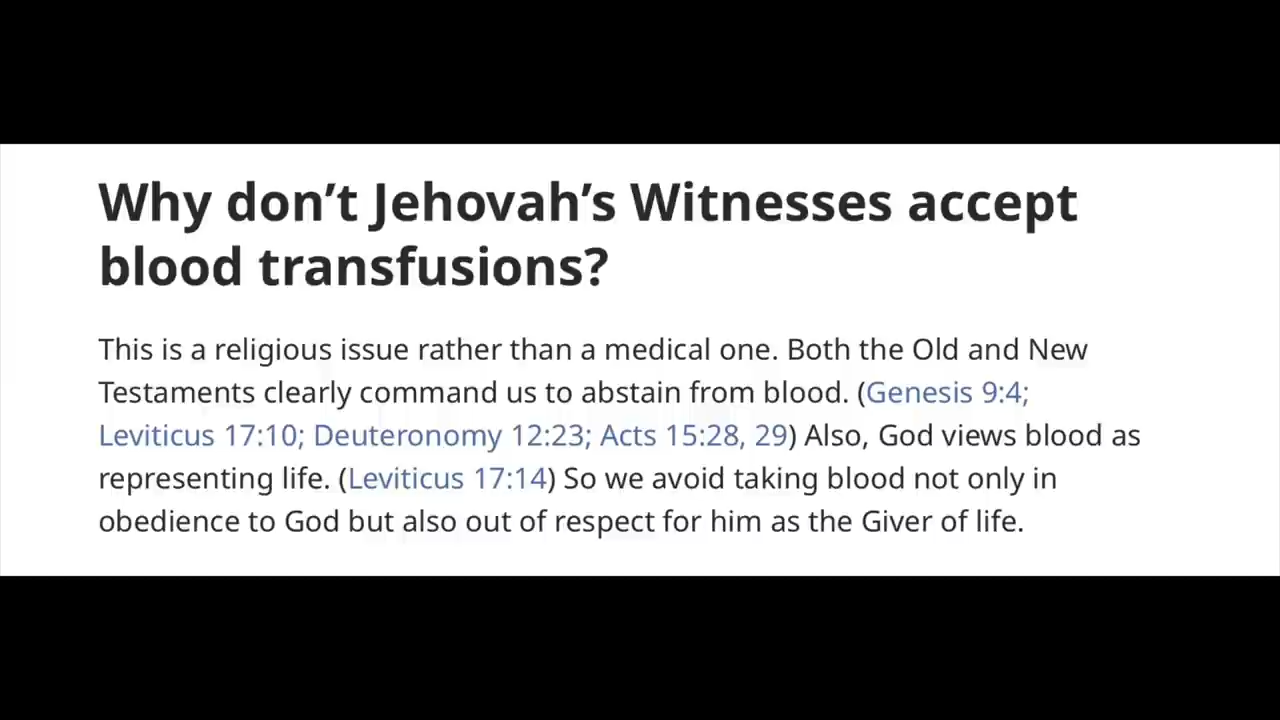 Why don’t Jehovah’s Witnesses accept
blood transfusions?
This is a religious issue rather than a medical one. Both the Old and New
Testaments clearly command us to abstain from blood. (Genesis 9:4;
Leviticus 17:10; Deuteronomy 12:23; Acts 15:28, 29) Also, God views blood as
representing life. (Leviticus 17:14) So we avoid taking blood not only in
obedience to God but also out of respect for him as the Giver of life.